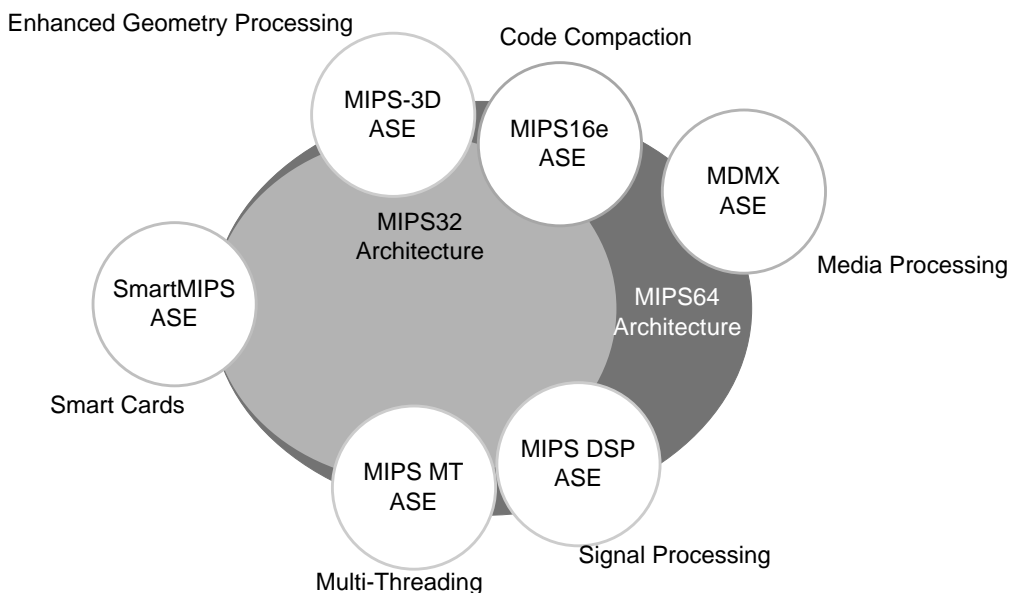 Enhanced Geometry Processing
Code Compaction
MIPS-3D
ASE
MIPS16e
ASE
MDMX
ASE
MIPS32
Architecture
Media Processing
SmartMIPS
ASE
MIPS64
Architecture
Smart Cards
MIPS MT
ASE
MIPS DSP
ASE
Signal Processing
Multi-Threading